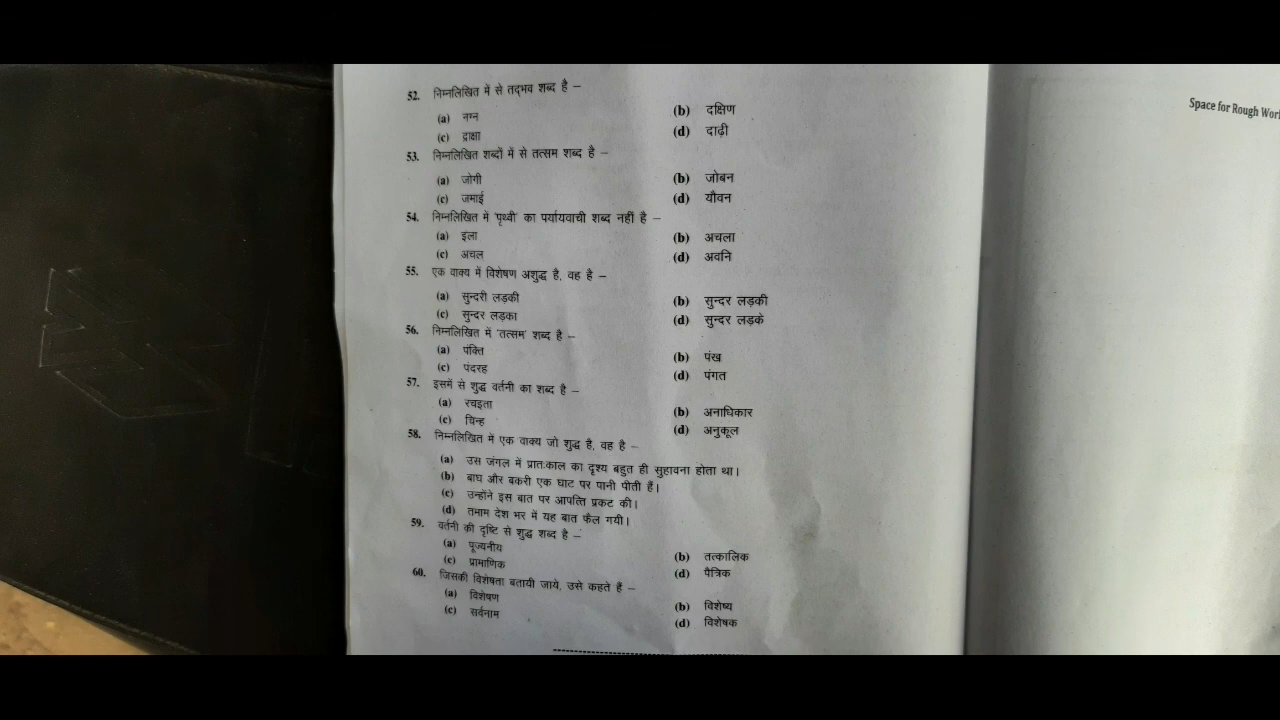 52. निम्नलिखित में से तद्भव शब्द है –
(a) नग्न (b) दक्षिण
(c) द्राक्षा (d) दाढ़ी
53. निम्नलिखित शब्दों में से तत्सम शब्द है –
(a) जोगी (b) जोबन
(c) जमाई (d) यौवन
54. निम्नलिखित में 'पृथ्वी' का पर्यायवाची शब्द नहीं है –
(a) इला (b) अचला
(c) अचल (d) अवनि
55. एक वाक्य में विशेषण अशुद्ध है, वह है –
(a) सुन्दरी लड़की (b) सुन्दर लड़की
(c) सुन्दर लड़का (d) सुन्दर लड़के
56. निम्नलिखित में 'तत्सम' शब्द है –
(a) पंक्ति (b) पंख
(c) पंदरह (d) पंगत
57. इसमें से शुद्ध वर्तनी का शब्द है –
(a) रचइता (b) अनाधिकार
(c) चिन्ह (d) अनुकूल
58. निम्नलिखित में एक वाक्य जो शुद्ध है, वह है –
(a) उस जंगल में प्रातःकाल का दृश्य बहुत ही सुहावना होता था।
(b) बाघ और बकरी एक घाट पर पानी पीती हैं।
(c) उन्होंने इस बात पर आपत्ति प्रकट की।
(d) तमाम देश भर में यह बात फैल गयी।
59. वर्तनी की दृष्टि से शुद्ध शब्द है –
(a) पूज्यनीय (b) तत्कालिक
(c) प्रामाणिक (d) पैत्रिक
60. जिसकी विशेषता बतायी जाये, उसे कहते हैं –
(a) विशेषण (b) विशेष्य
(c) सर्वनाम (d) विशेषक
Space for Rough Wor